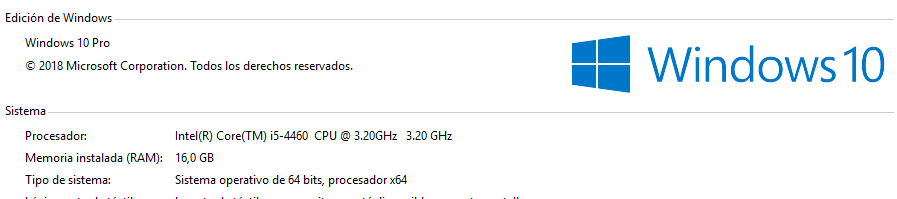 Edición de Windows
Windows 10 Pro
© 2018 Microsoft Corporation. Todos los derechos reservados.
Windows 10
Sistema
Procesador: Intel(R) Core(TM) i5-4460 CPU @ 3.20GHz 3.20 GHz
Memoria instalada (RAM): 16,0 GB
Tipo de sistema: Sistema operativo de 64 bits, procesador x64